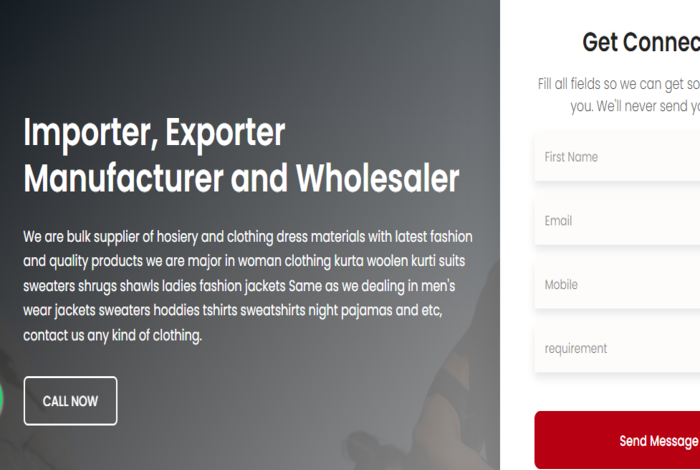 Importer, Exporter
Manufacturer and Wholesaler
We are bulk supplier of hosiery and clothing dress materials with latest fashion
and quality products we are major in woman clothing kurta woolen kurti suits
sweaters shrugs shawls ladies fashion jackets Same as we dealing in men's
wear jackets sweaters hoddies tshirts sweatshirts night pajamas and etc,
contact us any kind of clothing.
CALL NOW
Get Connec
Fill all fields so we can get so
you. We'll never send yo
First Name
Email
Mobile
requirement
Send Message